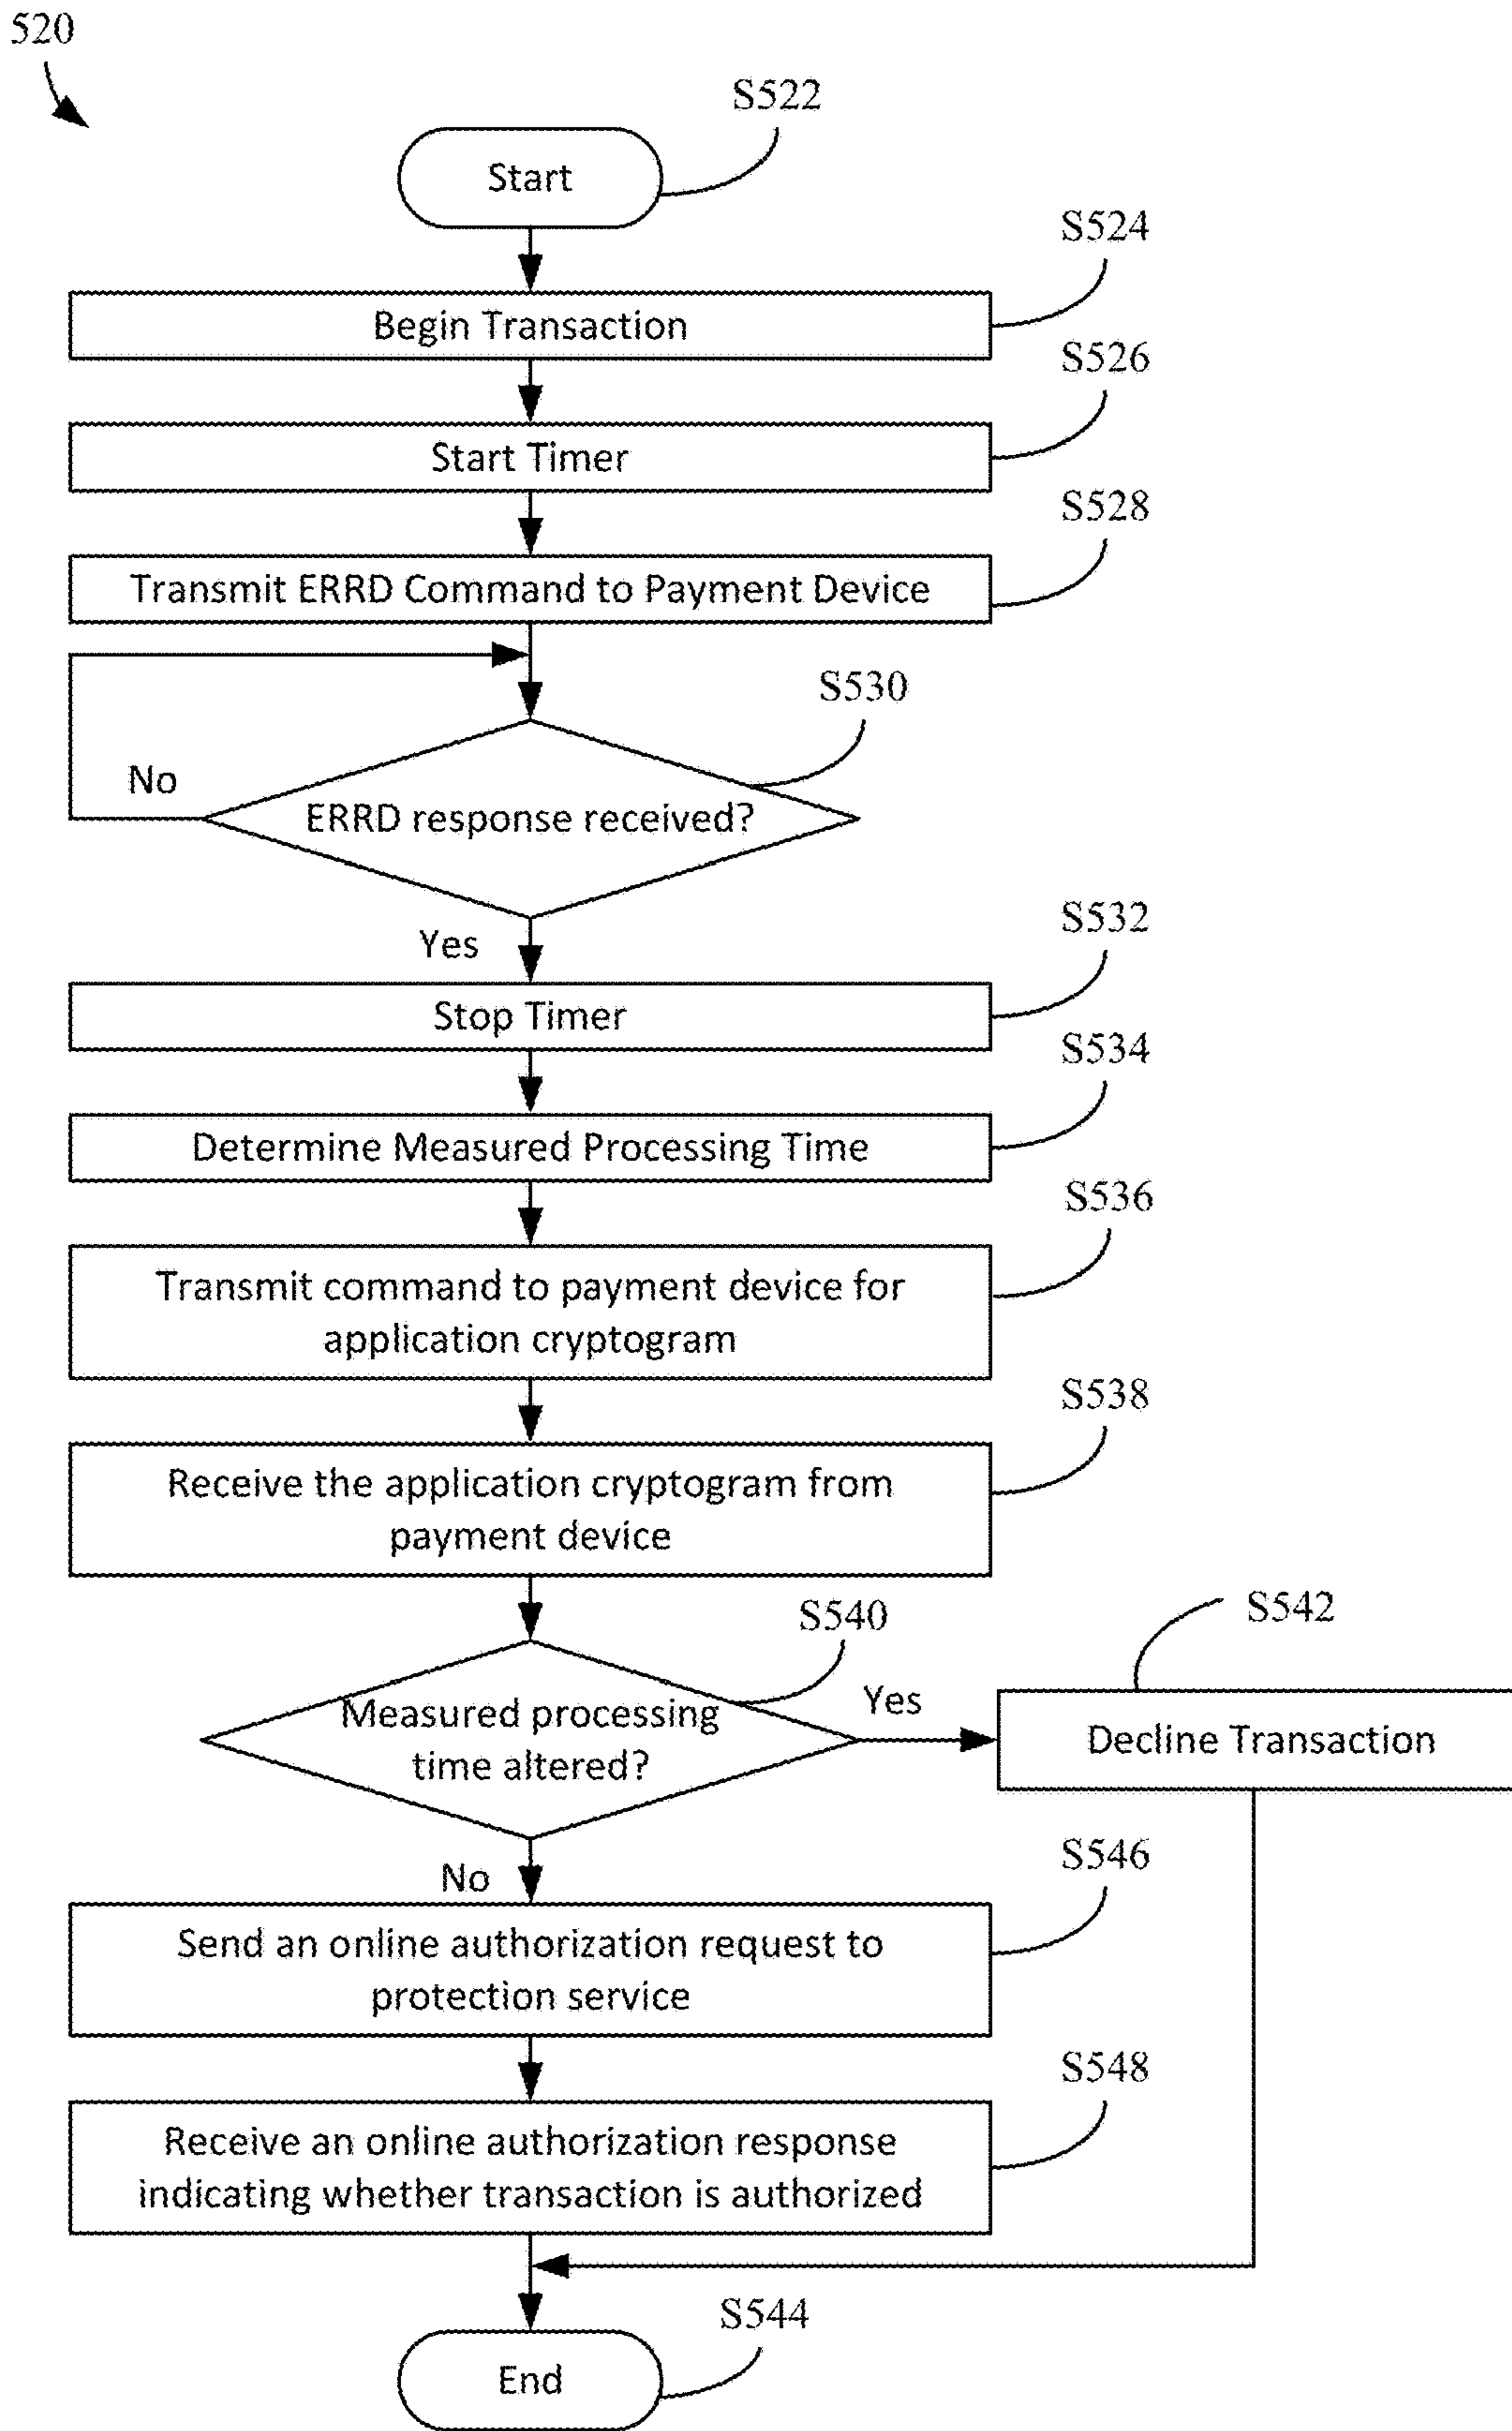 520
S522
Start
S524
Begin Transaction
S526
Start Timer
S528
Transmit ERRD Command to Payment Device
S530
No
ERRD response received?
Yes
S532
Stop Timer
S534
Determine Measured Processing Time
S536
Transmit command to payment device for
application cryptogram
S538
Receive the application cryptogram from
payment device
S540
Measured processing
time altered?
Yes
S542
Decline Transaction
No
S546
Send an online authorization request to
protection service
S548
Receive an online authorization response
indicating whether transaction is authorized
S544
End